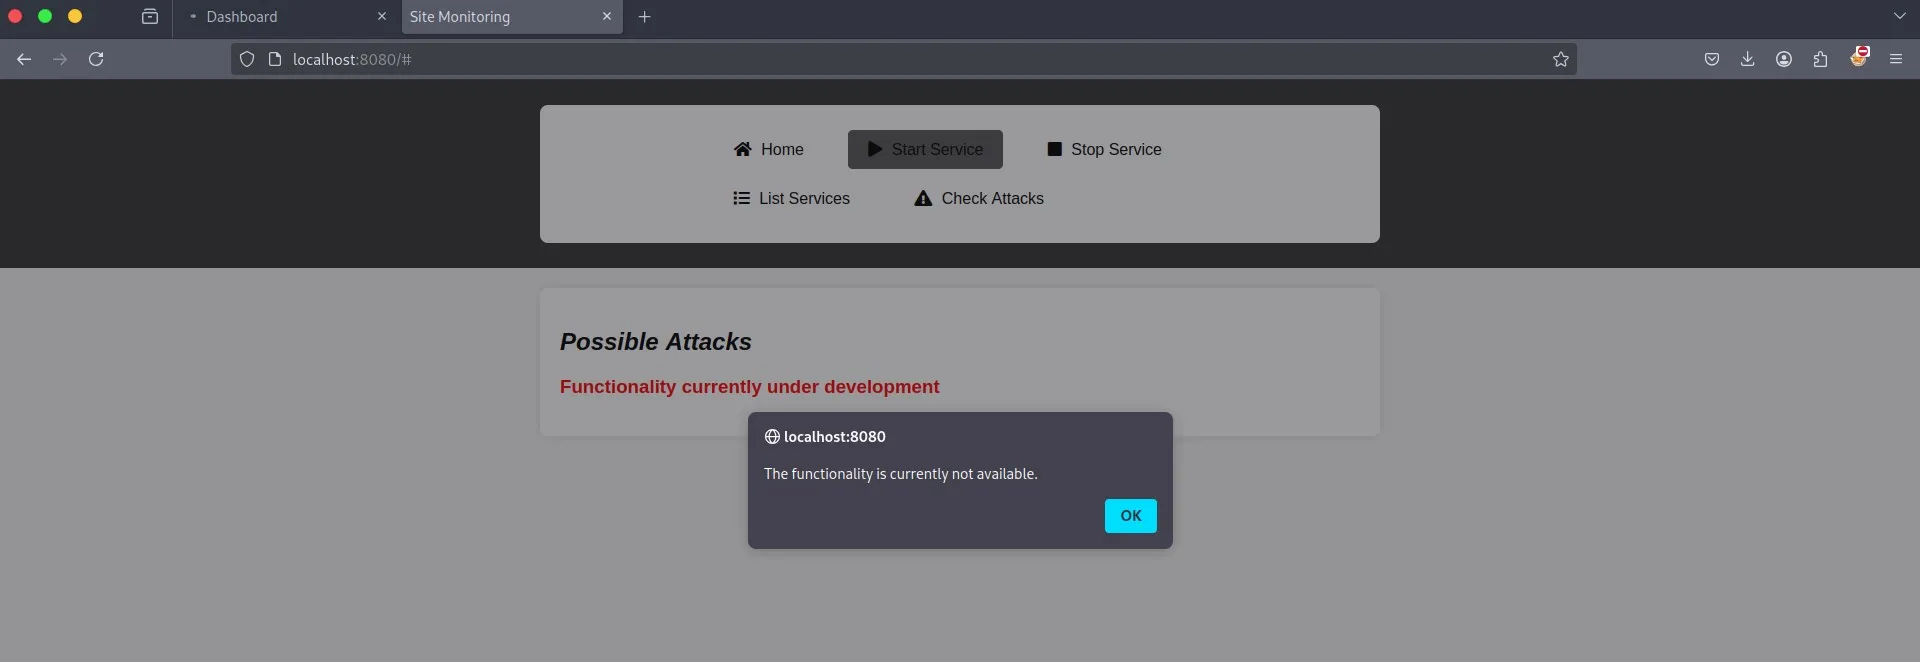 Dashboard
Site Monitoring
localhost:8080/#
Home
Start Service
Stop Service
List Services
Check Attacks
Possible Attacks
Functionality currently under development
localhost:8080
The functionality is currently not available.
OK